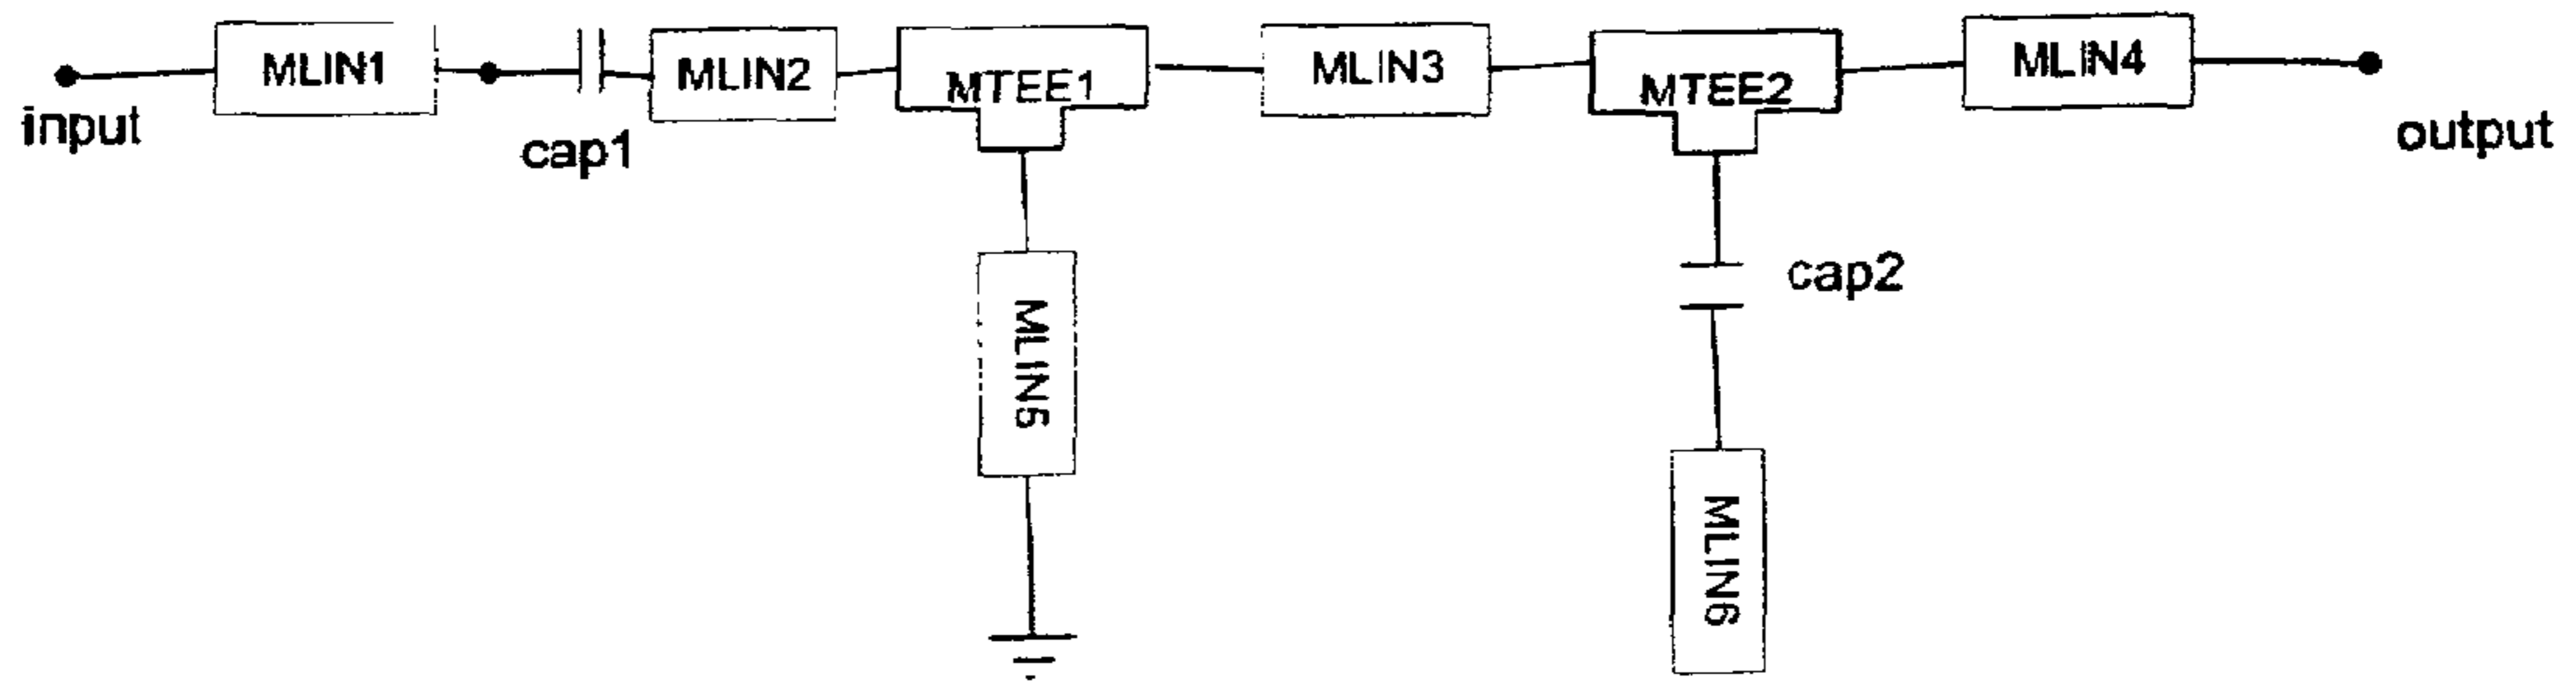 input
MLIN1
cap1
MLIN2
MTEE1
MLIN3
MTEE2
MLIN4
output
MLIN5
cap2
MLIN6